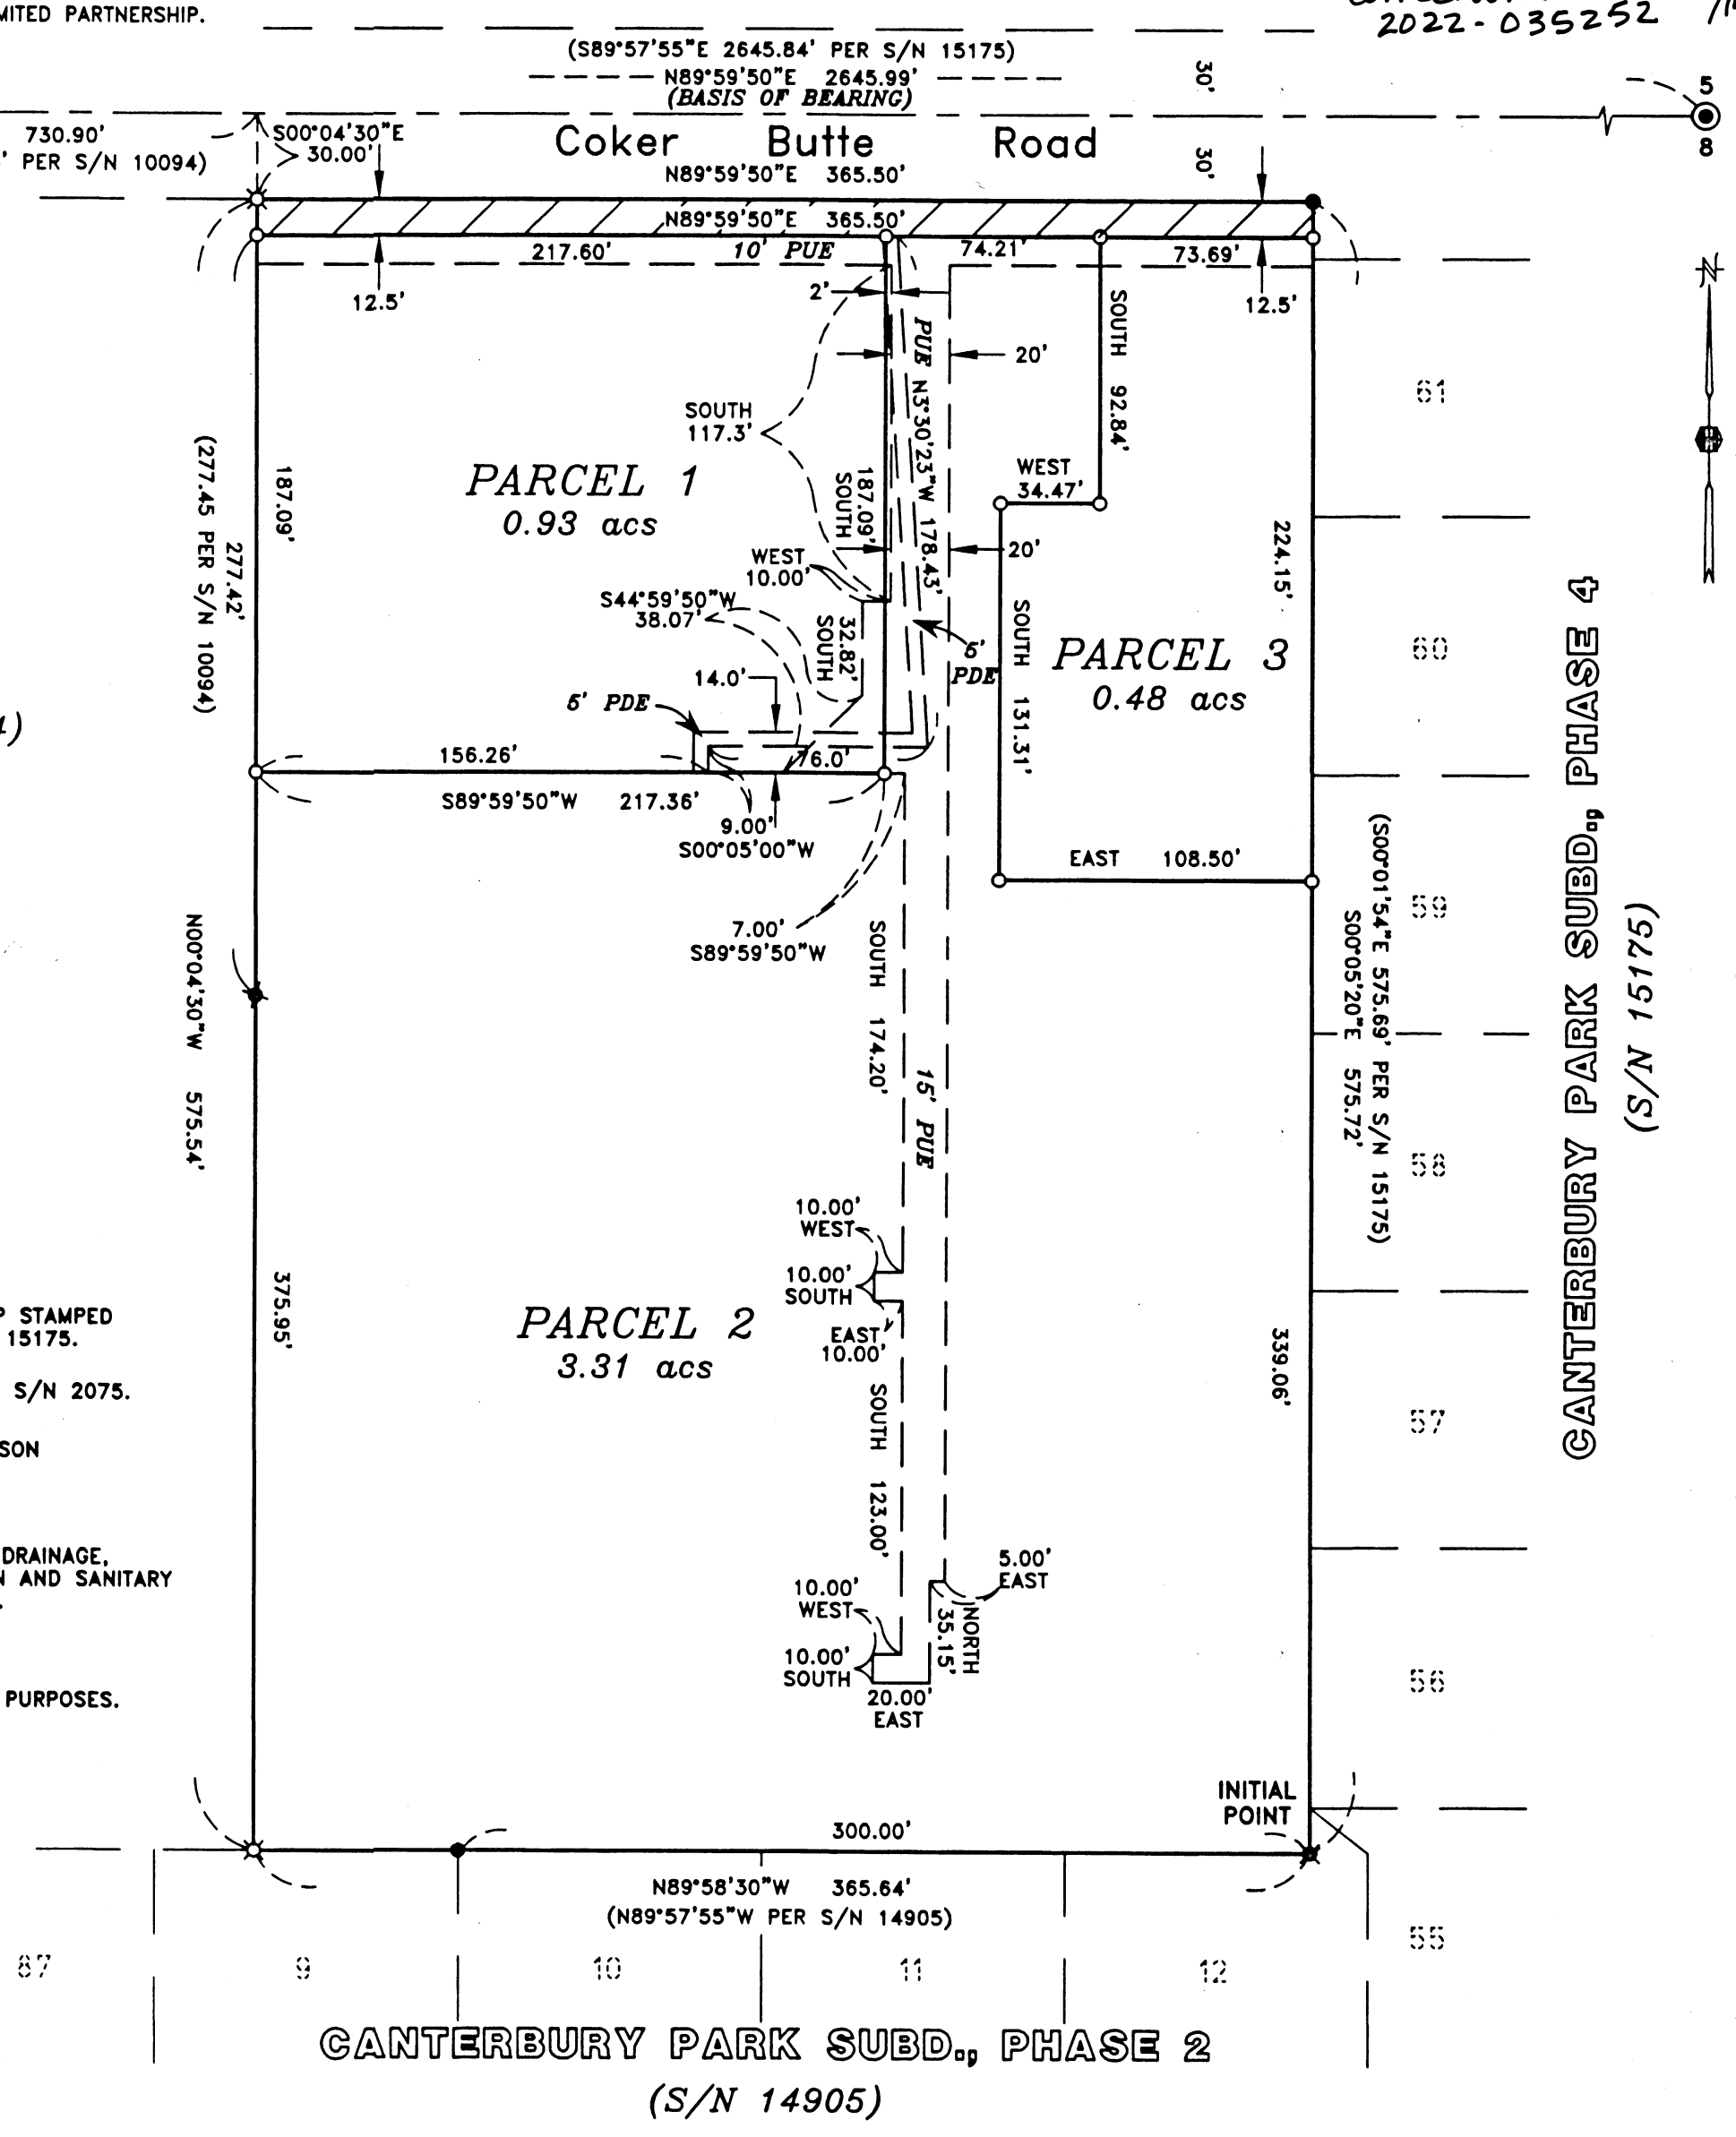 MITED PARTNERSHIP.
2022-035252
(S89°57'55"E 2645.84' PER S/N 15175)
N89°59'50"E 2645.99'
(BASIS OF BEARING)
30'
5
8
730.90'
' PER S/N 10094)
S00°04'30"E
30.00'
Coker Butte Road
30'
N89°59'50"E 365.50'
N89°59'50"E 365.50'
217.60'
10' PUE
74.21'
73.69'
12.5'
2'
12.5'
N
PUE N3°30'23"W 178.43'
20'
SOUTH 92.84'
61
SOUTH
117.3'
(277.45 PER S/N 10094)
277.42'
187.09'
PARCEL 1
0.93 acs
187.09'
SOUTH
WEST
34.47'
20'
224.15'
WEST
10.00'
S44°59'50"W
38.07'
32.82'
SOUTH
SOUTH 131.31'
5'
PDE
PARCEL 3
0.48 acs
60
14.0'
5' PDE
4)
156.26'
76.0'
S89°59'50"W 217.36'
9.00'
S00°05'00"W
EAST 108.50'
7.00'
S89°59'50"W
59
(S00°01'54"E 575.69' PER S/N 15175)
S00°05'20"E 575.72'
CANTERBURY PARK SUBD., PHASE 4
(S/N 15175)
N00°04'30"W 575.54'
SOUTH 174.20'
15' PUE
58
10.00'
WEST
10.00'
SOUTH
EAST
10.00'
375.95'
P STAMPED
15175.
PARCEL 2
3.31 acs
339.06'
S/N 2075.
SOUTH 123.00'
57
SON
DRAINAGE,
N AND SANITARY
5.00'
EAST
10.00'
WEST
NORTH
35.15'
10.00'
SOUTH
20.00'
EAST
56
PURPOSES.
INITIAL
POINT
300.00'
N89°58'30"W 365.64'
(N89°57'55"W PER S/N 14905)
55
87
9
10
11
12
CANTERBURY PARK SUBD., PHASE 2
(S/N 14905)